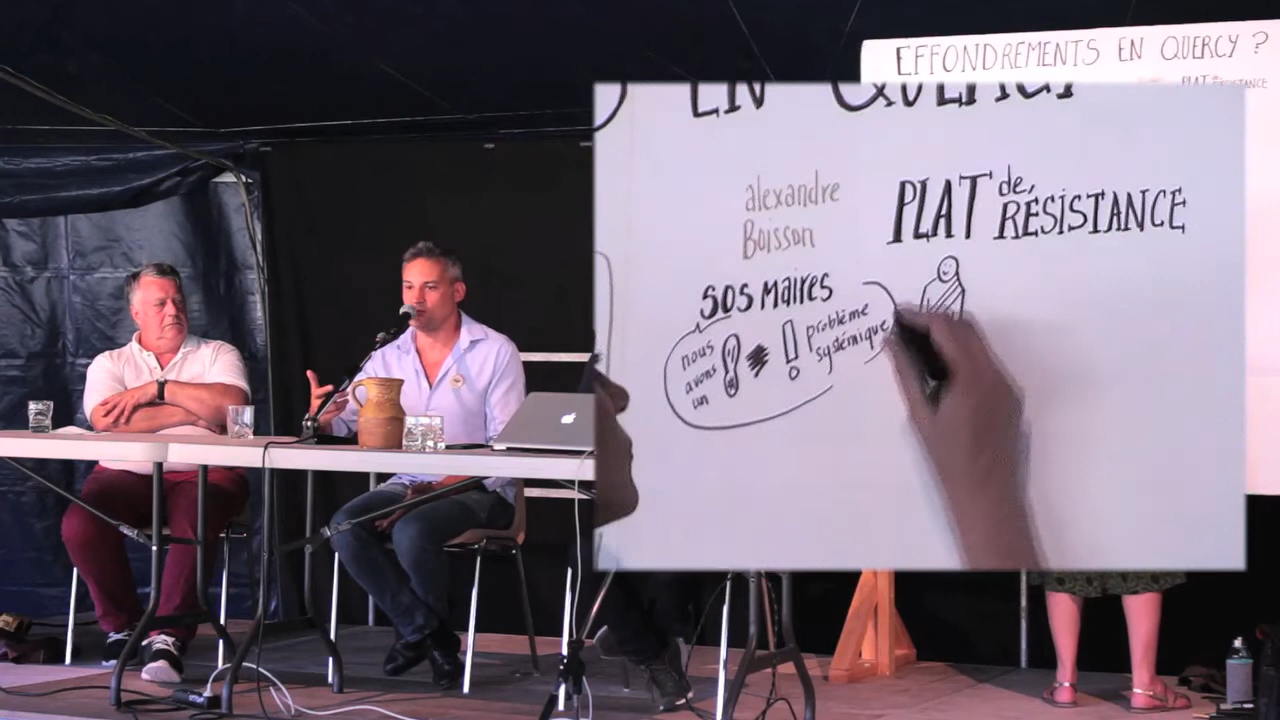 EFFONDREMENTS EN QUERCY ?
PLAT de RÉSISTANCE
EN QUERCY
alexandre
Boisson
PLAT de RÉSISTANCE
SOS maires
nous
avons
un
!
problème
systémique